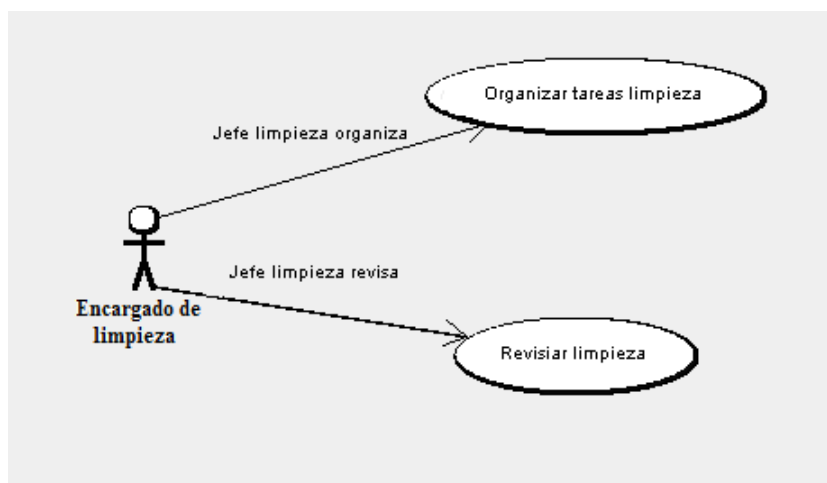 Organizar tareas limpieza
Jefe limpieza organiza
Jefe limpieza revisa
Encargado de
limpieza
Revisiar limpieza